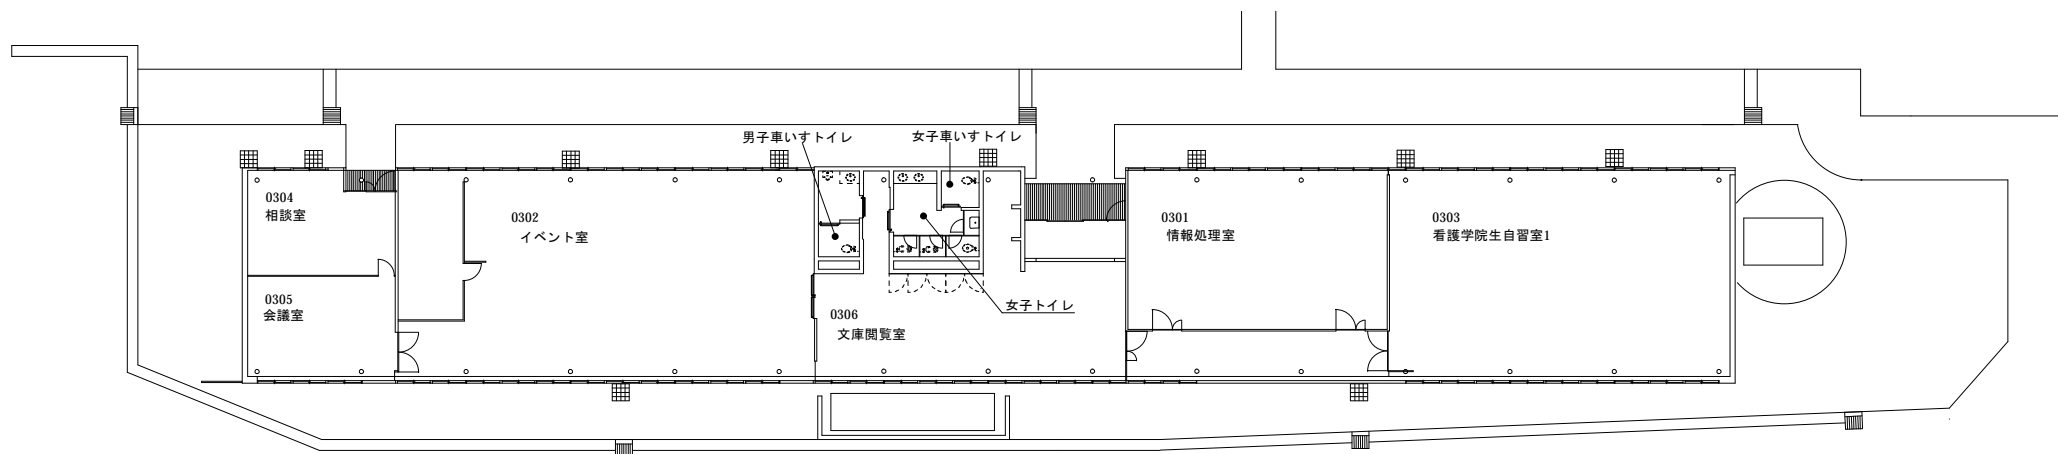 男子車いすトイレ
女子車いすトイレ
0304
相談室
0302
イベント室
0301
情報処理室
0303
看護学院生自習室1
0305
会議室
0306
文庫閲覧室
女子トイレ